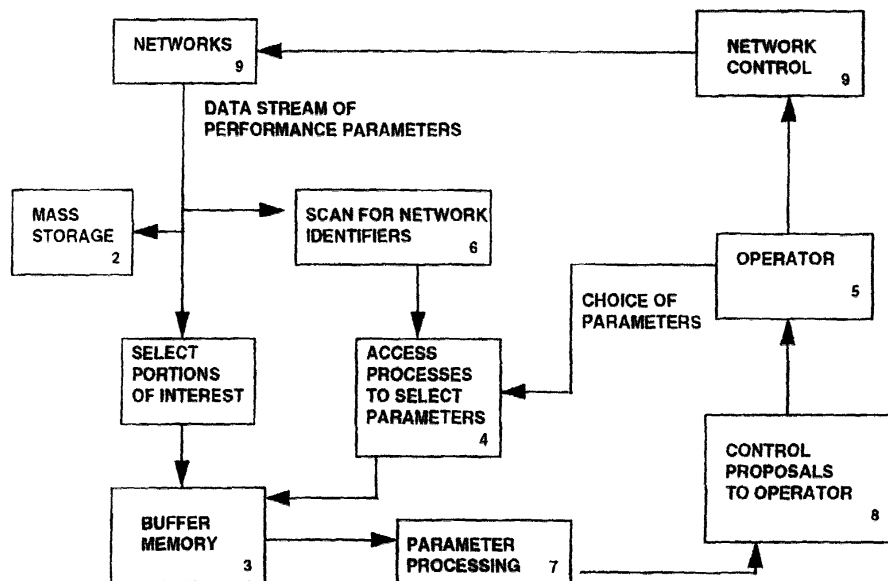 NETWORKS
9
NETWORK
CONTROL
9
DATA STREAM OF
PERFORMANCE PARAMETERS
MASS
STORAGE
2
SCAN FOR NETWORK
IDENTIFIERS
6
OPERATOR
5
CHOICE OF
PARAMETERS
SELECT
PORTIONS
OF INTEREST
ACCESS
PROCESSES
TO SELECT
PARAMETERS
4
CONTROL
PROPOSALS
TO OPERATOR
8
BUFFER
MEMORY
3
PARAMETER
PROCESSING
7